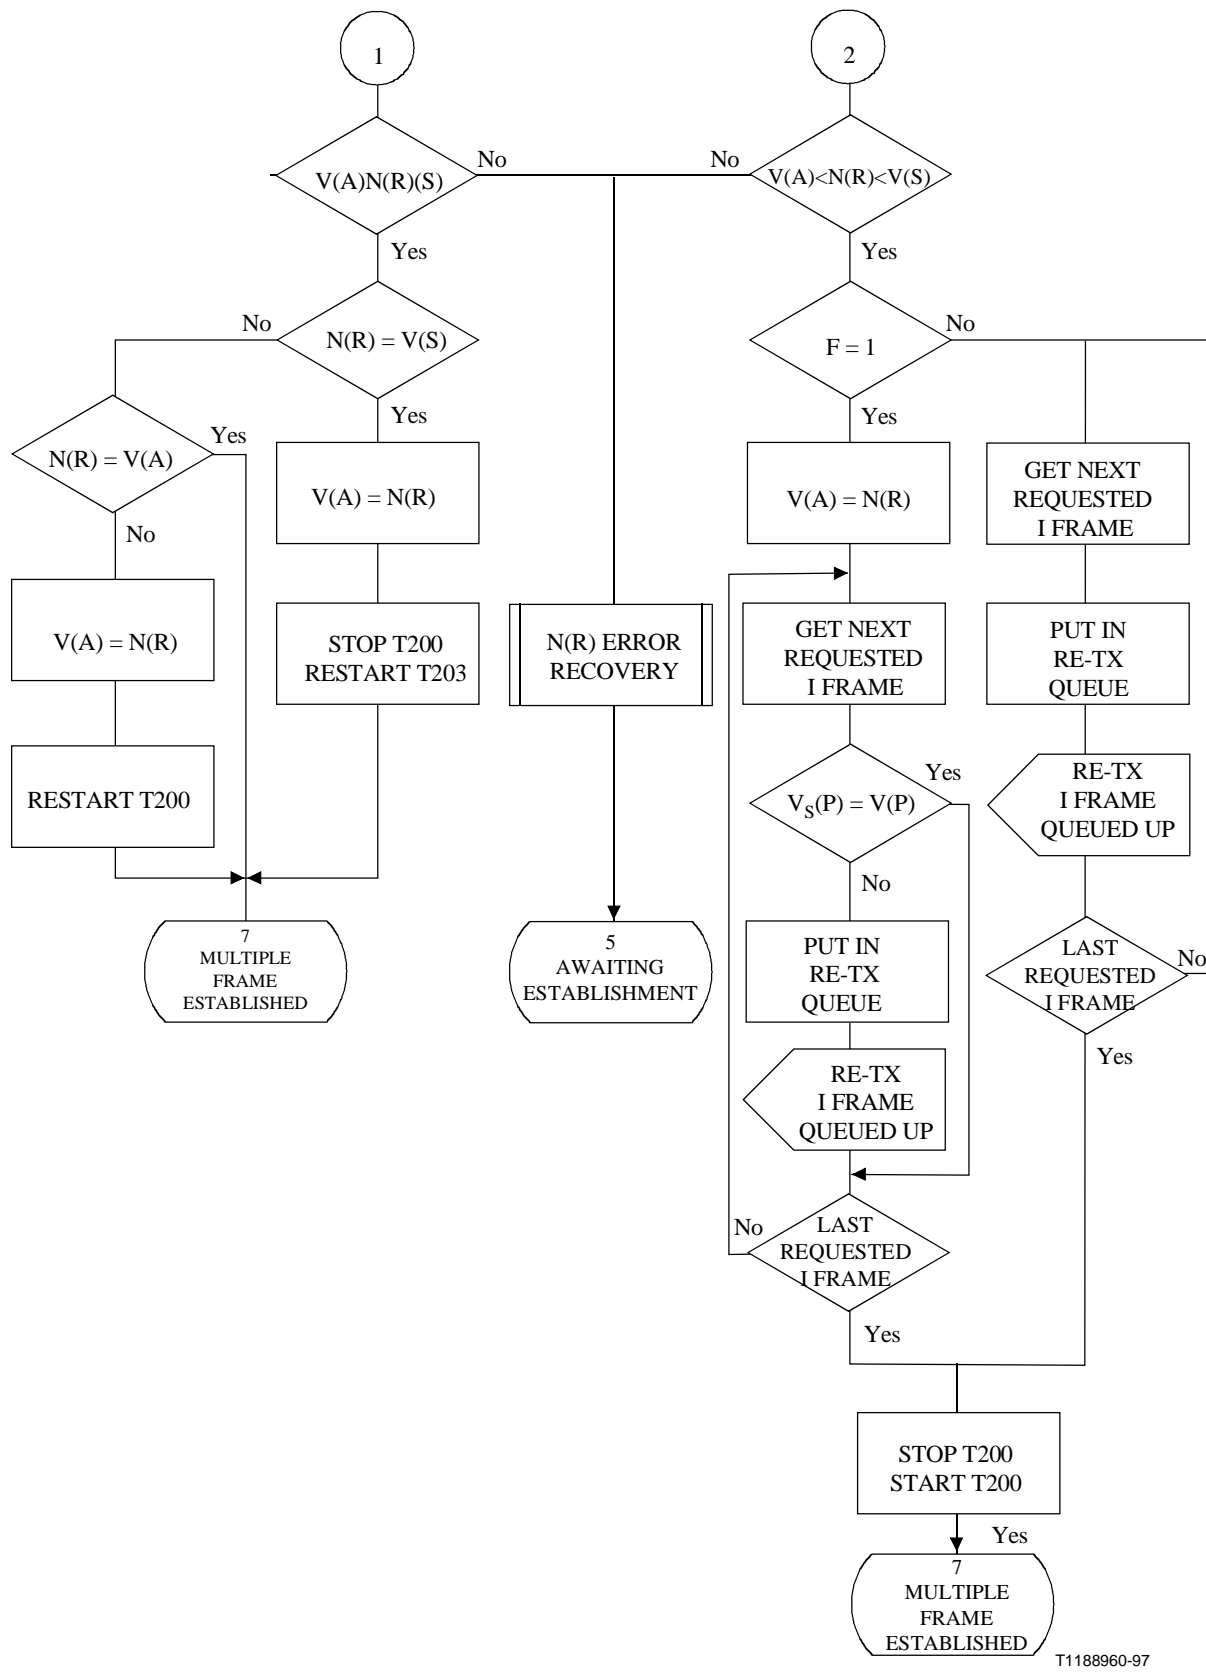 1
2
No
No
V(A)N(R)(S)
V(A)<N(R)<V(S)
Yes
Yes
No
No
N(R) = V(S)
F = 1
Yes
Yes
Yes
N(R) = V(A)
V(A) = N(R)
V(A) = N(R)
GET NEXT
REQUESTED
I FRAME
No
V(A) = N(R)
STOP T200
RESTART T203
N(R) ERROR
RECOVERY
GET NEXT
REQUESTED
I FRAME
PUT IN
RE-TX
QUEUE
RESTART T200
Yes
VS(P) = V(P)
RE-TX
I FRAME
QUEUED UP
No
7
MULTIPLE
FRAME
ESTABLISHED
5
AWAITING
ESTABLISHMENT
PUT IN
RE-TX
QUEUE
LAST
REQUESTED
I FRAME
No
Yes
RE-TX
I FRAME
QUEUED UP
No
LAST
REQUESTED
I FRAME
Yes
STOP T200
START T200
Yes
7
MULTIPLE
FRAME
ESTABLISHED
T1188960-97